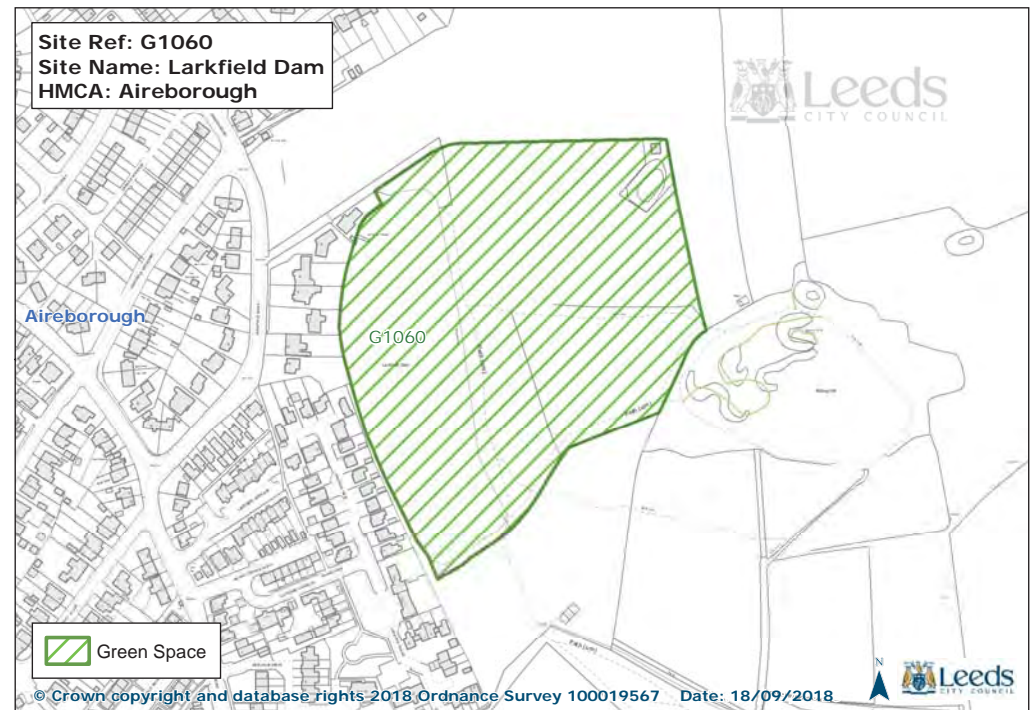 Site Ref: G1060
Site Name: Larkfield Dam
HMCA: Aireborough
Leeds
CITY COUNCIL
Aireborough
G1060
Green Space
© Crown copyright and database rights 2018 Ordnance Survey 100019567 Date: 18/09/2018
N
Leeds
CITY COUNCIL